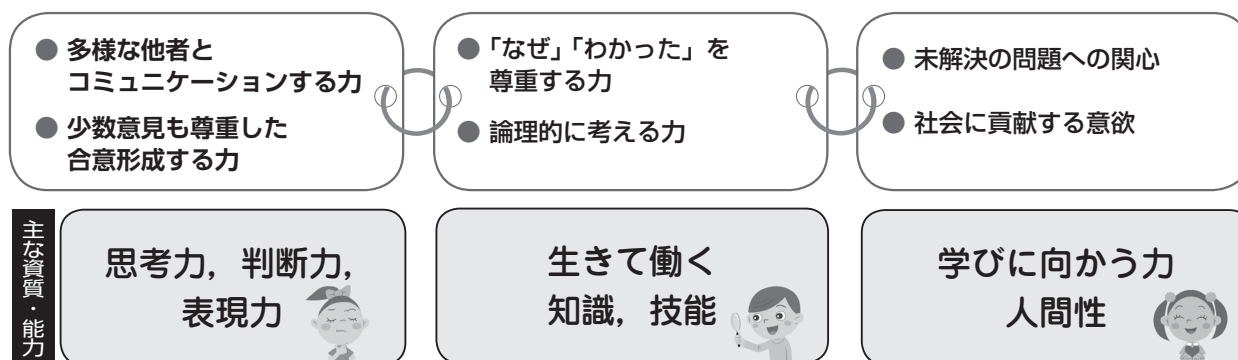 ● 多様な他者と
コミュニケーションする力
● 少数意見も尊重した
合意形成する力
● 「なぜ」「わかった」を
尊重する力
● 論理的に考える力
● 未解決の問題への関心
● 社会に貢献する意欲
主な資質・能力
思考力，判断力，
表現力
生きて働く
知識，技能
学びに向かう力
人間性